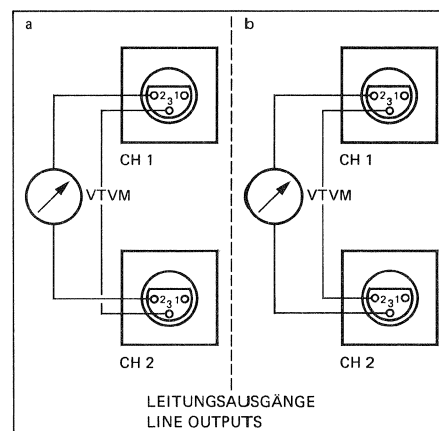 a
b
2 3 1
2 3 1
CH 1
CH 1
VTVM
VTVM
2 3 1
2 3 1
CH 2
CH 2
LEITUNGSAUSGÄNGE
LINE OUTPUTS